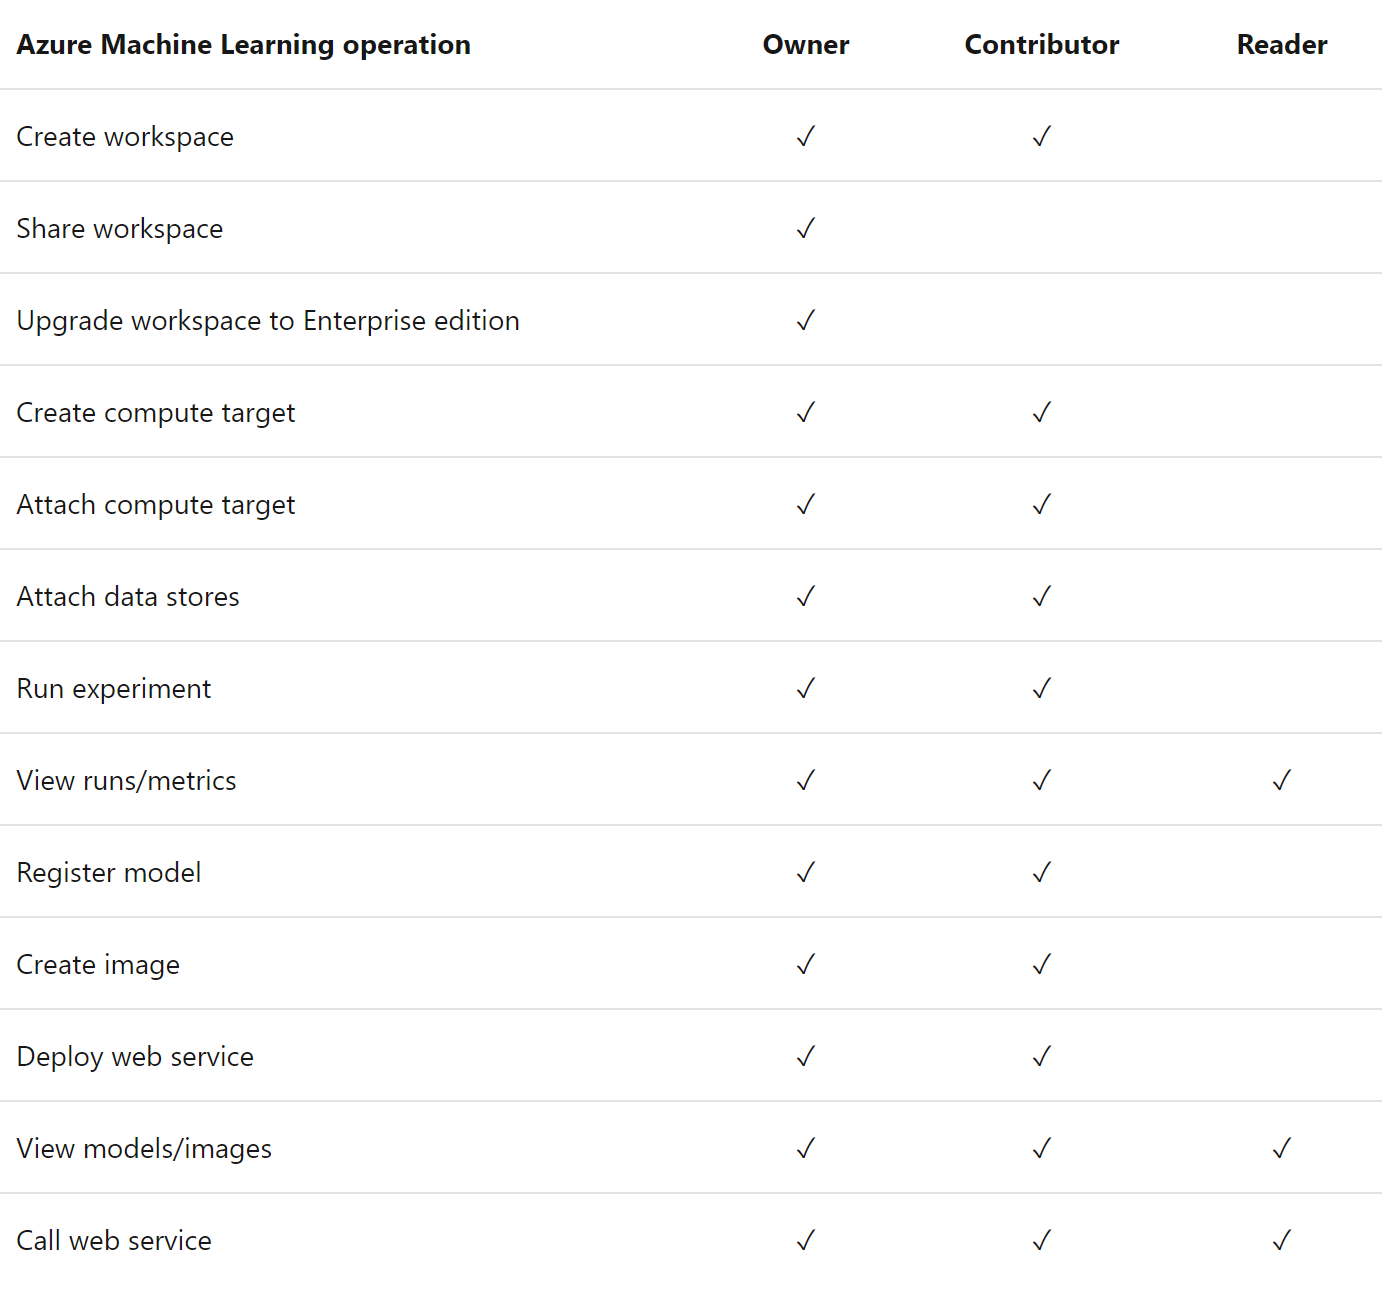 Azure Machine Learning operation Owner Contributor Reader
Create workspace ✓ ✓
Share workspace ✓
Upgrade workspace to Enterprise edition ✓
Create compute target ✓ ✓
Attach compute target ✓ ✓
Attach data stores ✓ ✓
Run experiment ✓ ✓
View runs/metrics ✓ ✓ ✓
Register model ✓ ✓
Create image ✓ ✓
Deploy web service ✓ ✓
View models/images ✓ ✓ ✓
Call web service ✓ ✓ ✓